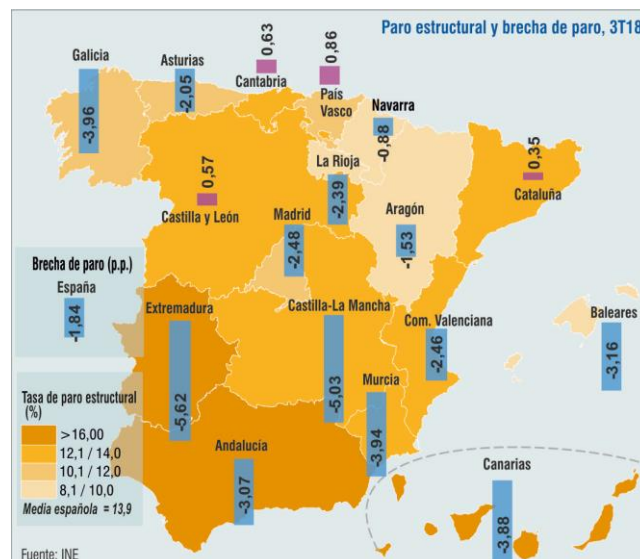 Paro estructural y brecha de paro, 3T18
Galicia
-3,96
Asturias
-2,05
0,63
Cantabria
0,86
País
Vasco
Navarra
-0,88
La Rioja
-2,39
0,57
Castilla y León
Madrid
-2,48
Aragón
-1,53
0,35
Cataluña
Brecha de paro (p.p.)
España
-1,84
Extremadura
-5,62
Castilla-La Mancha
-5,03
Com. Valenciana
-2,46
Baleares
-3,16
Murcia
-3,94
Andalucía
-3,07
Canarias
-3,88
Tasa de paro estructural
(%)
>16,00
12,1 / 14,0
10,1 / 12,0
8,1 / 10,0
Media española = 13,9
Fuente: INE